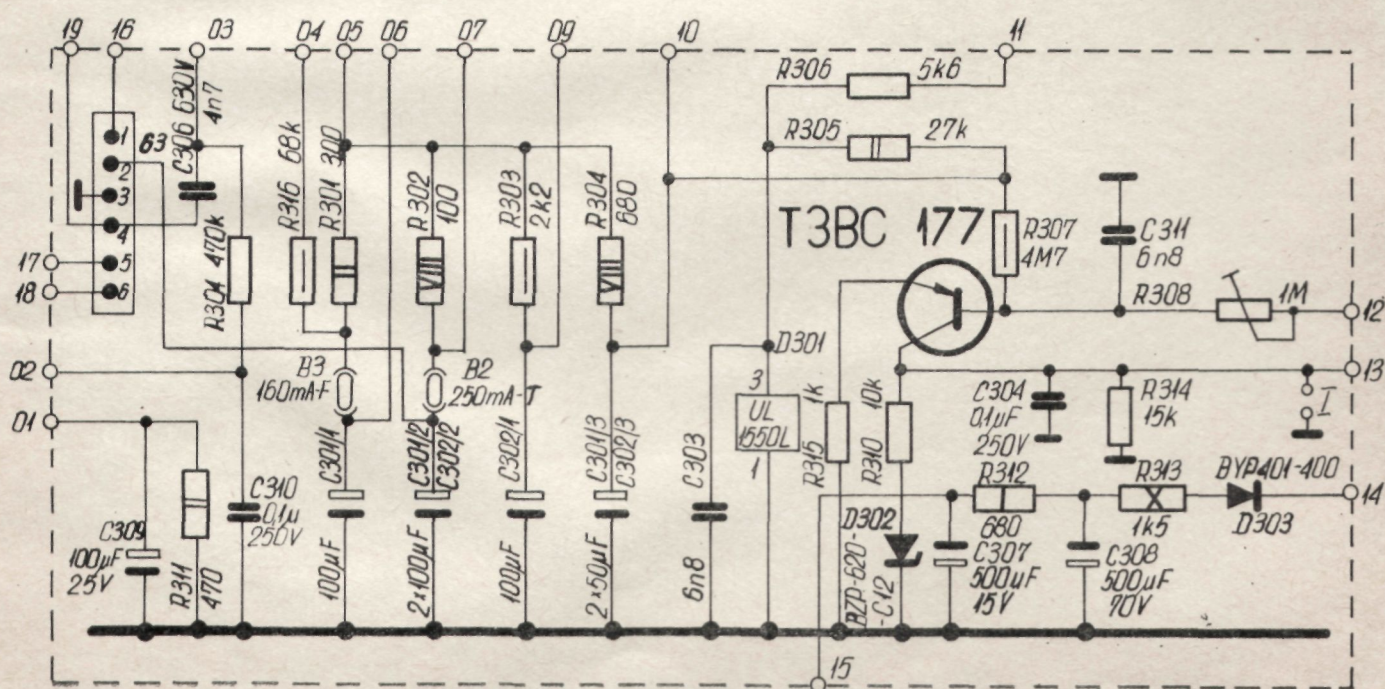 19
16
03
04
05
06
07
09
10
11
C306 630V
4n7
1
2
3
4
5
6
63
R304 470k
17
18
02
01
R316 68k
R301 300
R302
100
R303
2k2
R304
680
VIII
VIII
R306
5k6
R305
27k
T3BC 177
R307
4M7
C311
6n8
R308
1M
12
13
14
B3
160mA-F
B2
250mA-T
D301
3
UL
1550L
1
C304
0,1µF
250V
R314
15k
I
C309
100µF
25V
R311
470
C310
0,1µ
250V
C301/1
100µF
C301/2
C302/2
2x100µF
C302/1
100µF
C301/3
C302/3
2x50µF
C303
6n8
R315
1k
R310
10k
D302
BZP-620-
-C12
R312
680
C307
500µF
15V
R313
1k5
C308
500µF
70V
BYP401-400
D303
15